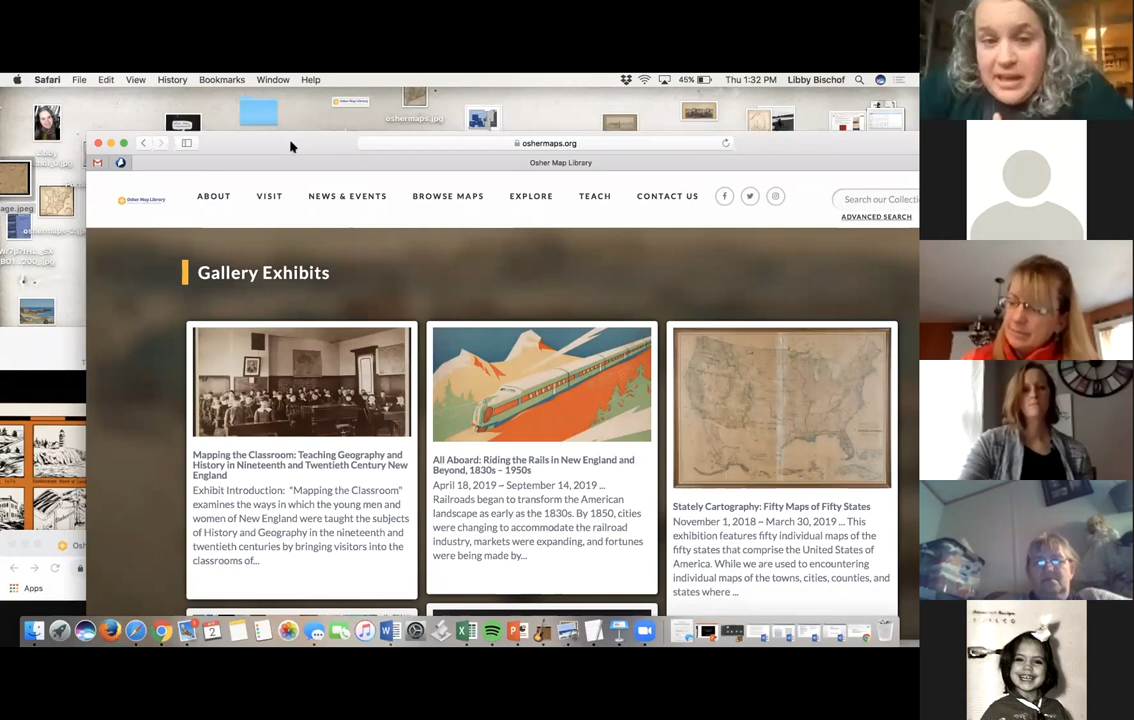 Safari File Edit View History Bookmarks Window Help 45% Thu 1:32 PM Libby Bischof
oshermaps.jpg
oshermaps.org
Osher Map Library
Osher Map Library
ABOUT VISIT NEWS & EVENTS BROWSE MAPS EXPLORE TEACH CONTACT US
Search our Collecti
ADVANCED SEARCH
Gallery Exhibits
Mapping the Classroom: Teaching Geography and
History in Nineteenth and Twentieth Century New
England
Exhibit Introduction: "Mapping the Classroom"
examines the ways in which the young men and
women of New England were taught the subjects
of History and Geography in the nineteenth and
twentieth centuries by bringing visitors into the
classrooms of...
All Aboard: Riding the Rails in New England and
Beyond, 1830s – 1950s
April 18, 2019 ~ September 14, 2019 ...
Railroads began to transform the American
landscape as early as the 1830s. By 1850, cities
were changing to accommodate the railroad
industry, markets were expanding, and fortunes
were being made by...
Stately Cartography: Fifty Maps of Fifty States
November 1, 2018 ~ March 30, 2019 ... This
exhibition features fifty individual maps of the
fifty states that comprise the United States of
America. While we are used to encountering
individual maps of the towns, cities, counties, and
states where ...
Apps
2